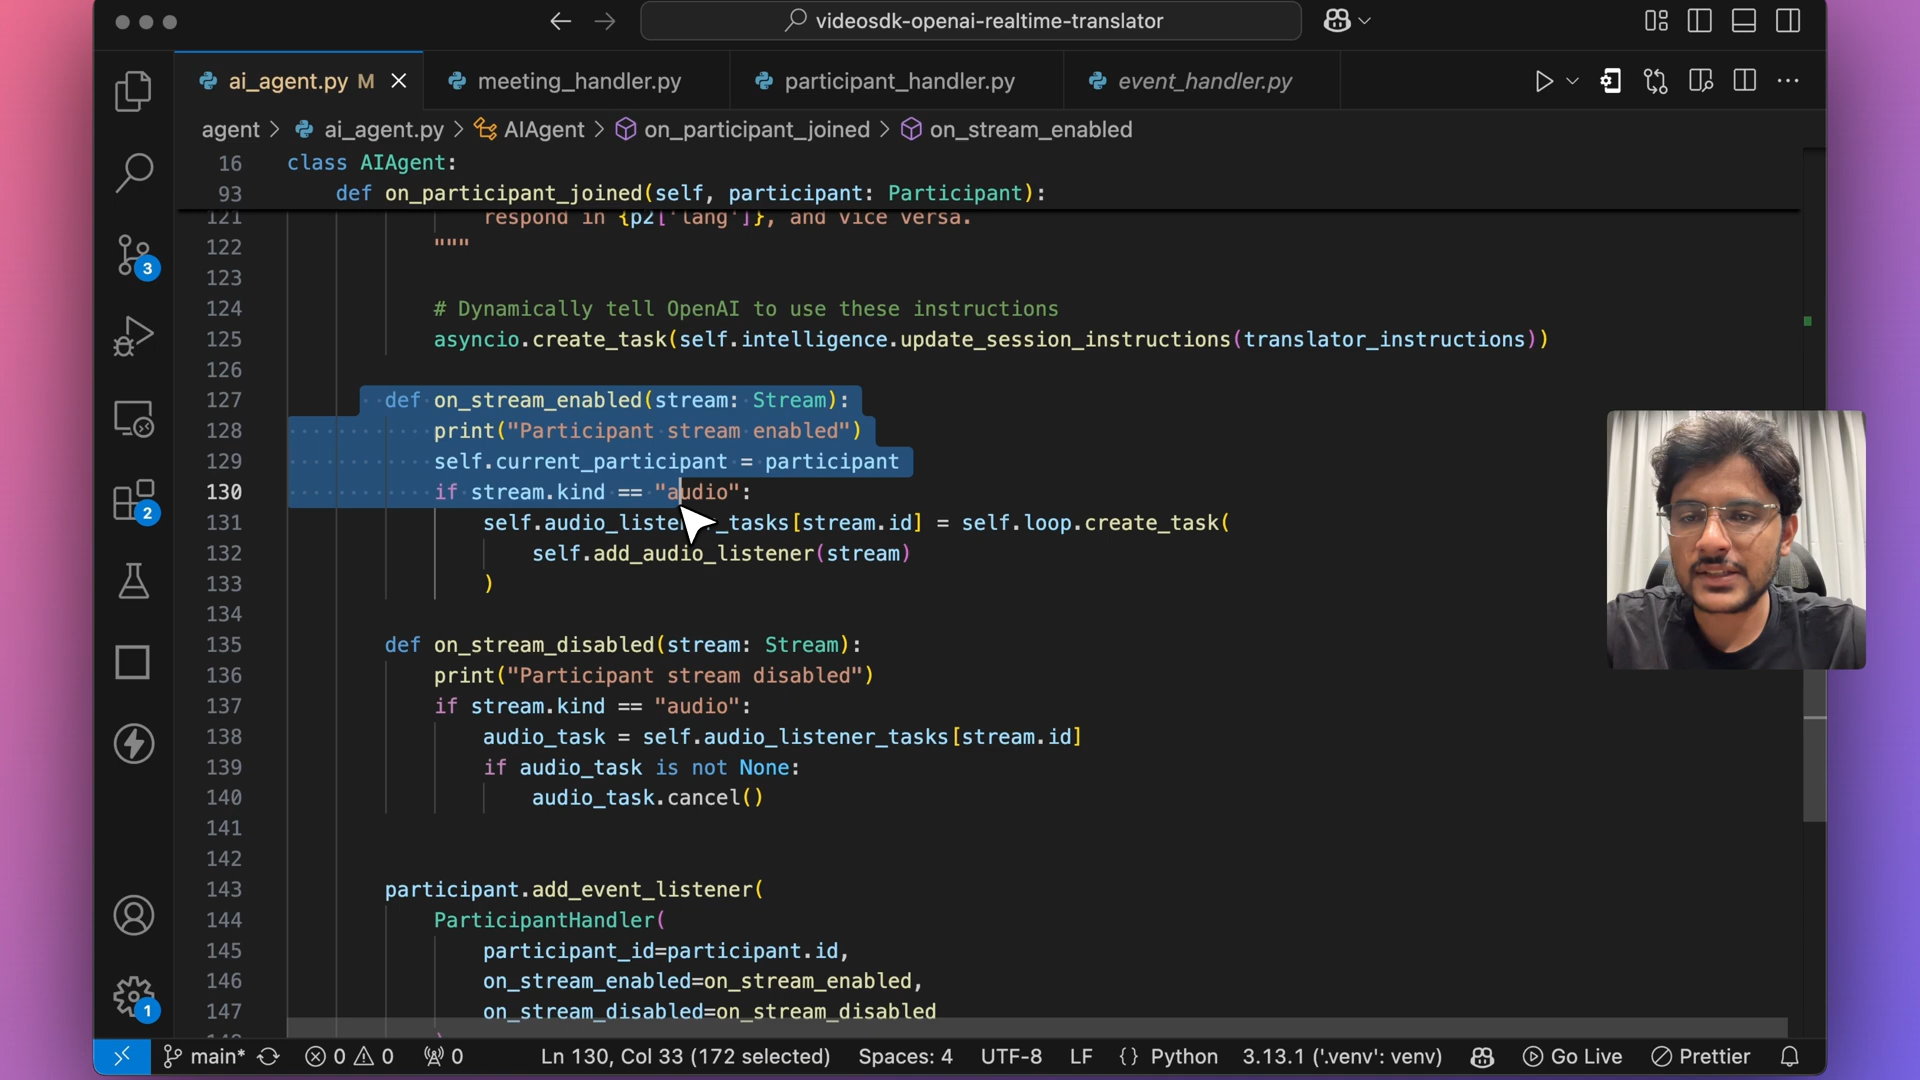 videosdk-openai-realtime-translator
ai_agent.py M
meeting_handler.py
participant_handler.py
event_handler.py
agent > ai_agent.py > AIAgent > on_participant_joined > on_stream_enabled
16 class AIAgent:
93 def on_participant_joined(self, participant: Participant):
121 respond in {p2['lang']}, and vice versa.
122 """
123
124 # Dynamically tell OpenAI to use these instructions
125 asyncio.create_task(self.intelligence.update_session_instructions(translator_instructions))
126
127 def on_stream_enabled(stream: Stream):
128 print("Participant stream enabled")
129 self.current_participant = participant
130 if stream.kind == "audio":
131 self.audio_listener_tasks[stream.id] = self.loop.create_task(
132 self.add_audio_listener(stream)
133 )
134
135 def on_stream_disabled(stream: Stream):
136 print("Participant stream disabled")
137 if stream.kind == "audio":
138 audio_task = self.audio_listener_tasks[stream.id]
139 if audio_task is not None:
140 audio_task.cancel()
141
142
143 participant.add_event_listener(
144 ParticipantHandler(
145 participant_id=participant.id,
146 on_stream_enabled=on_stream_enabled,
147 on_stream_disabled=on_stream_disabled
3
2
1
main* 0 0 0 Ln 130, Col 33 (172 selected) Spaces: 4 UTF-8 LF {} Python 3.13.1 ('.venv': venv) Go Live Prettier